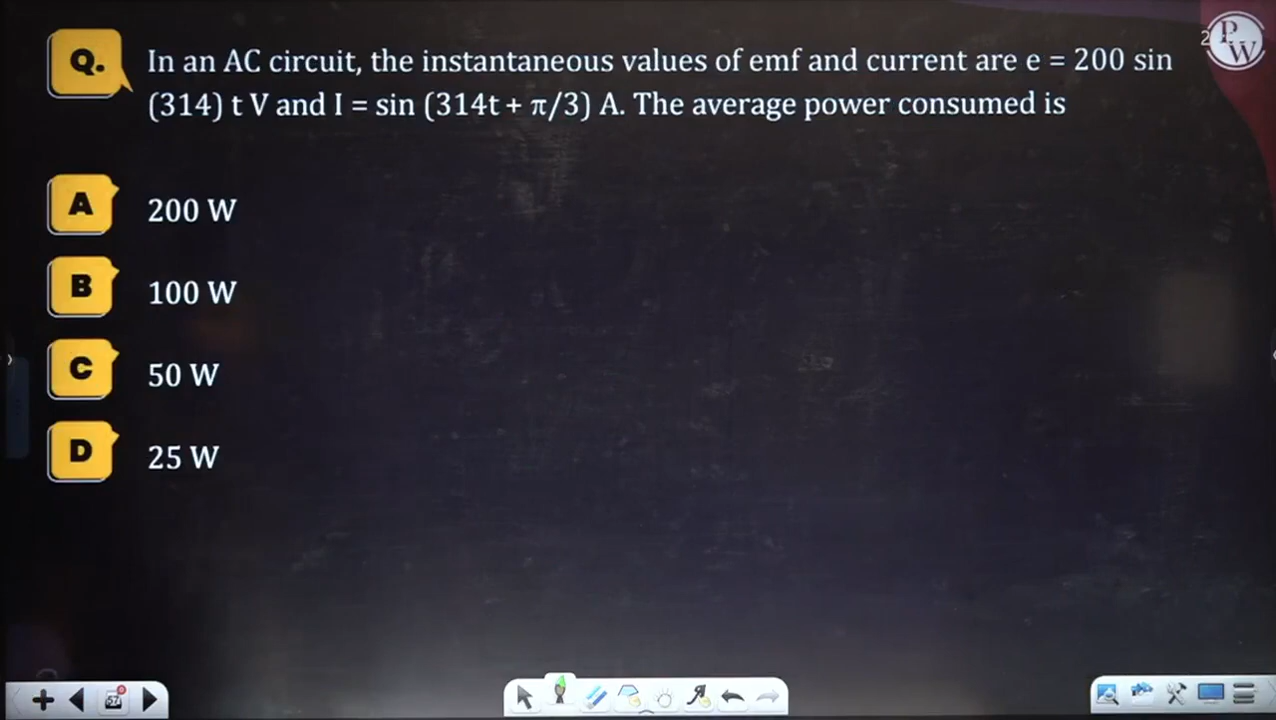 Q. In an AC circuit, the instantaneous values of emf and current are e = 200 sin
(314) t V and I = sin (314t + π/3) A. The average power consumed is
A 200 W
B 100 W
C 50 W
D 25 W
PW